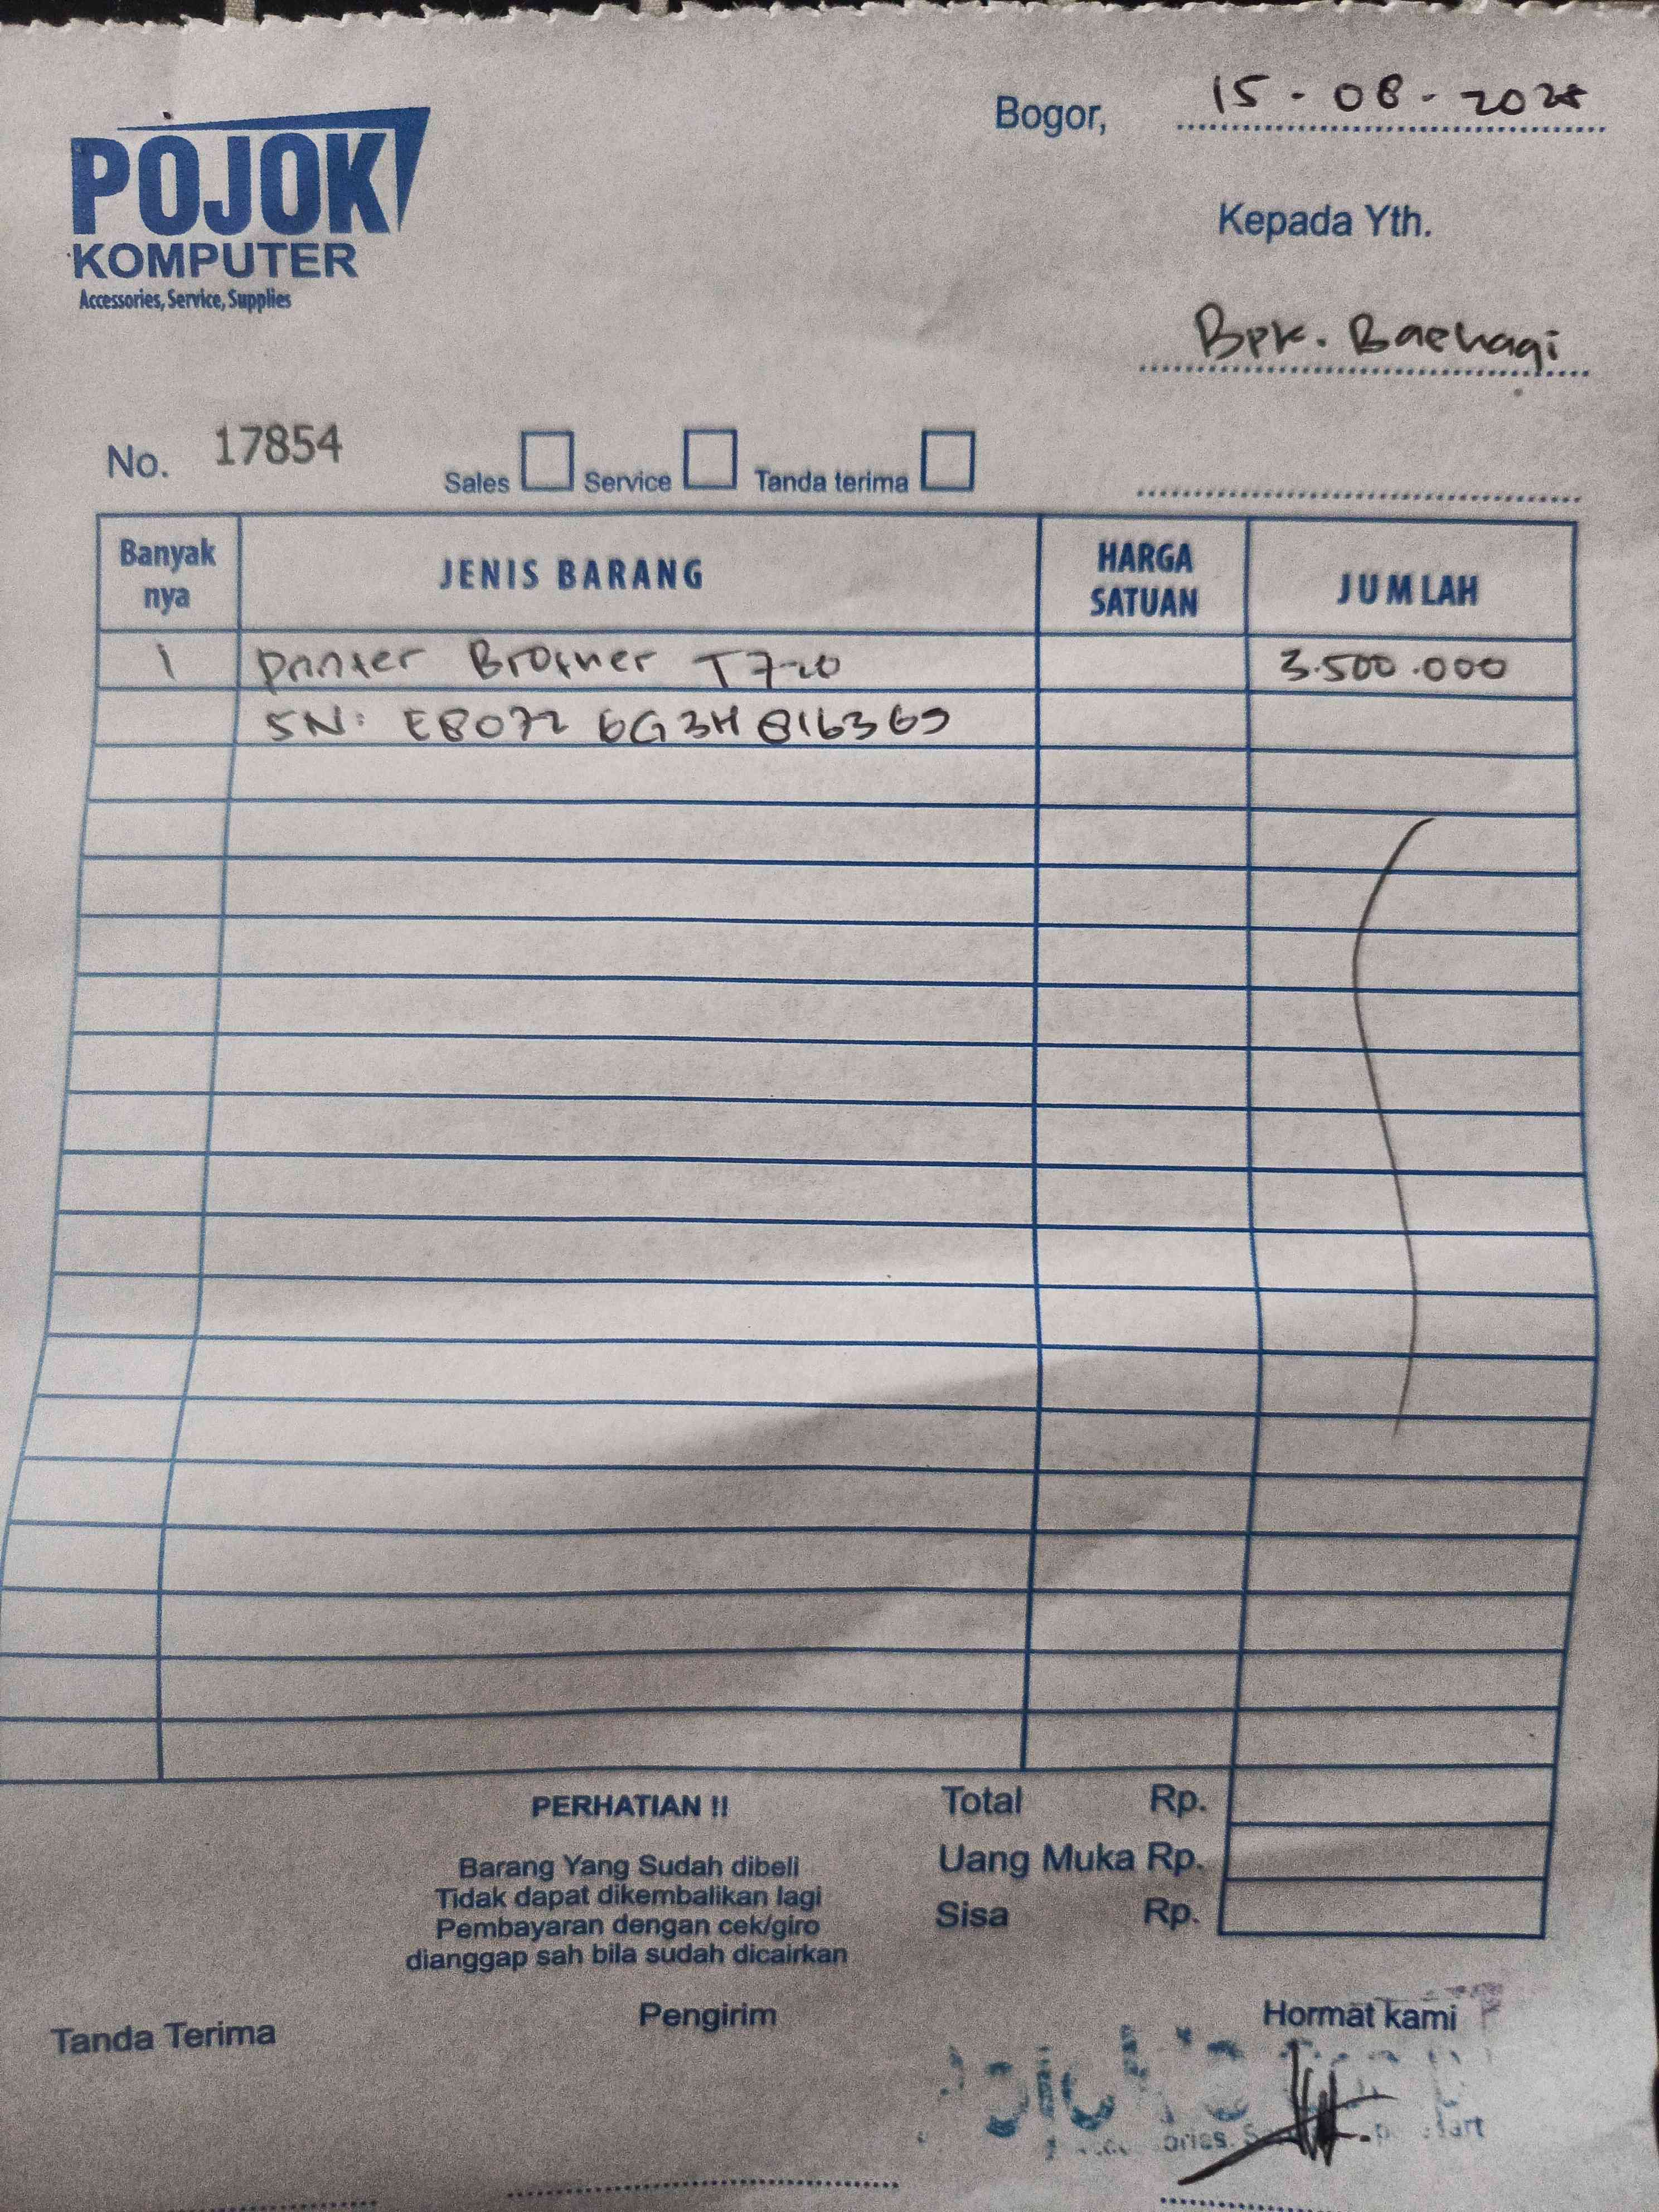 POJOK
KOMPUTER
Accessories, Service, Supplies
Bogor, 15-08-2025
Kepada Yth.
Bpk. Baehaqi
No. 17854
Sales Service Tanda terima
Banyak nya JENIS BARANG HARGA SATUAN JUMLAH
1 Printer Brother T720 3.500.000
SN: E8072 6G3H816369
PERHATIAN !!
Barang Yang Sudah dibeli
Tidak dapat dikembalikan lagi
Pembayaran dengan cek/giro
dianggap sah bila sudah dicairkan
Total Rp.
Uang Muka Rp.
Sisa Rp.
Tanda Terima
Pengirim
Hormat kami